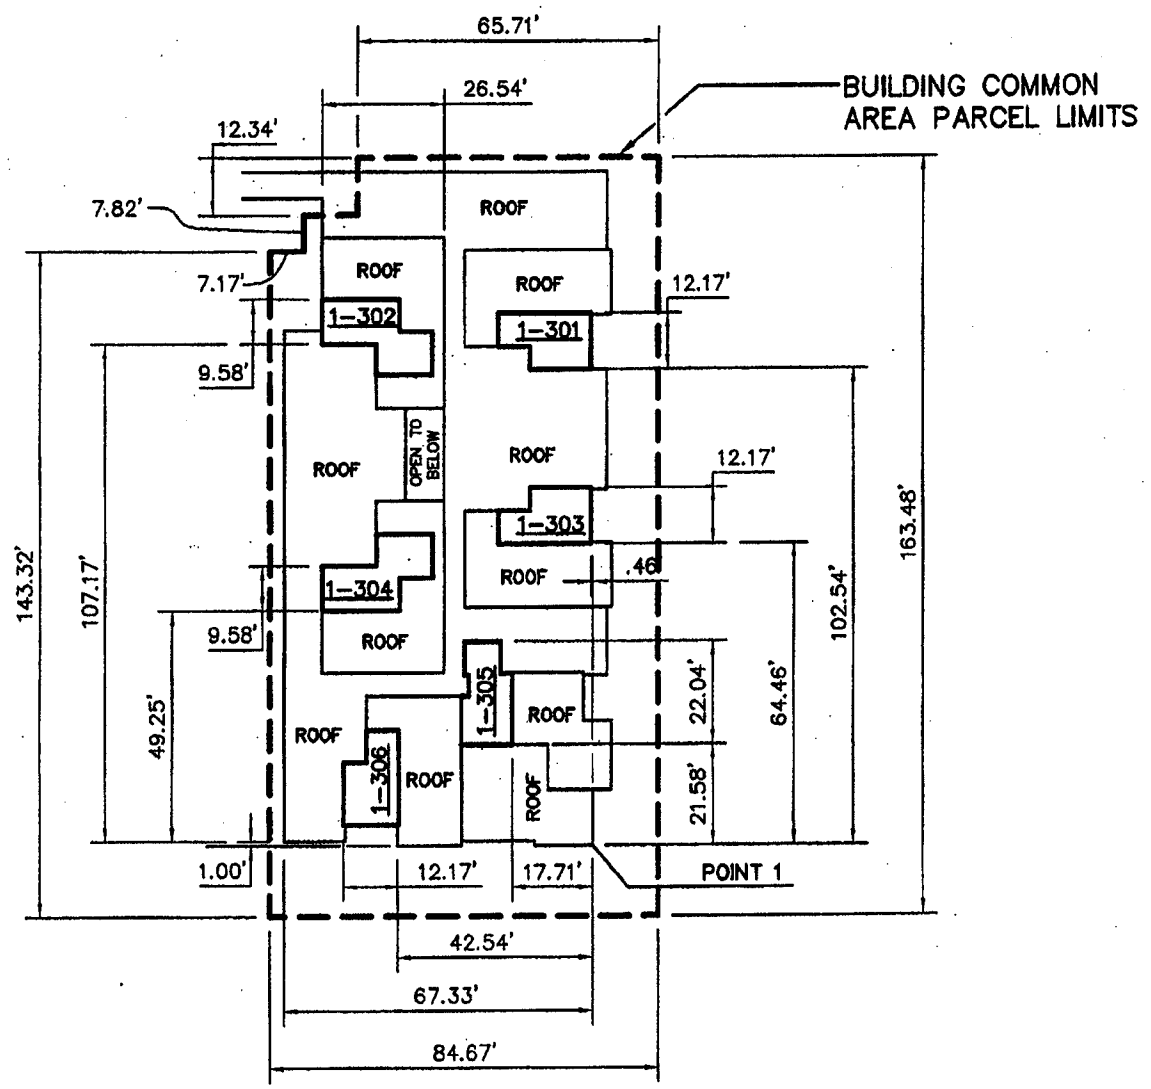 65.71'
26.54'
BUILDING COMMON
AREA PARCEL LIMITS
12.34'
7.82'
ROOF
7.17'
ROOF
ROOF
12.17'
1-302
1-301
9.58'
ROOF
OPEN TO
BELOW
ROOF
12.17'
1-303
163.48'
143.32'
107.17'
ROOF
.46
102.54'
1-304
9.58'
ROOF
64.46'
22.04'
1-305
49.25'
ROOF
ROOF
1-306
ROOF
ROOF
21.58'
1.00'
12.17'
17.71'
POINT 1
42.54'
67.33'
84.67'